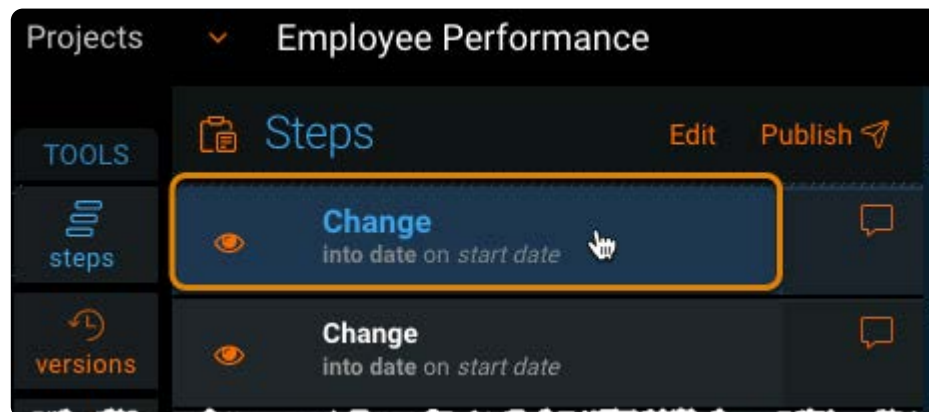 Projects Employee Performance
TOOLS
Steps Edit Publish
steps
Change
into date on start date
versions
Change
into date on start date